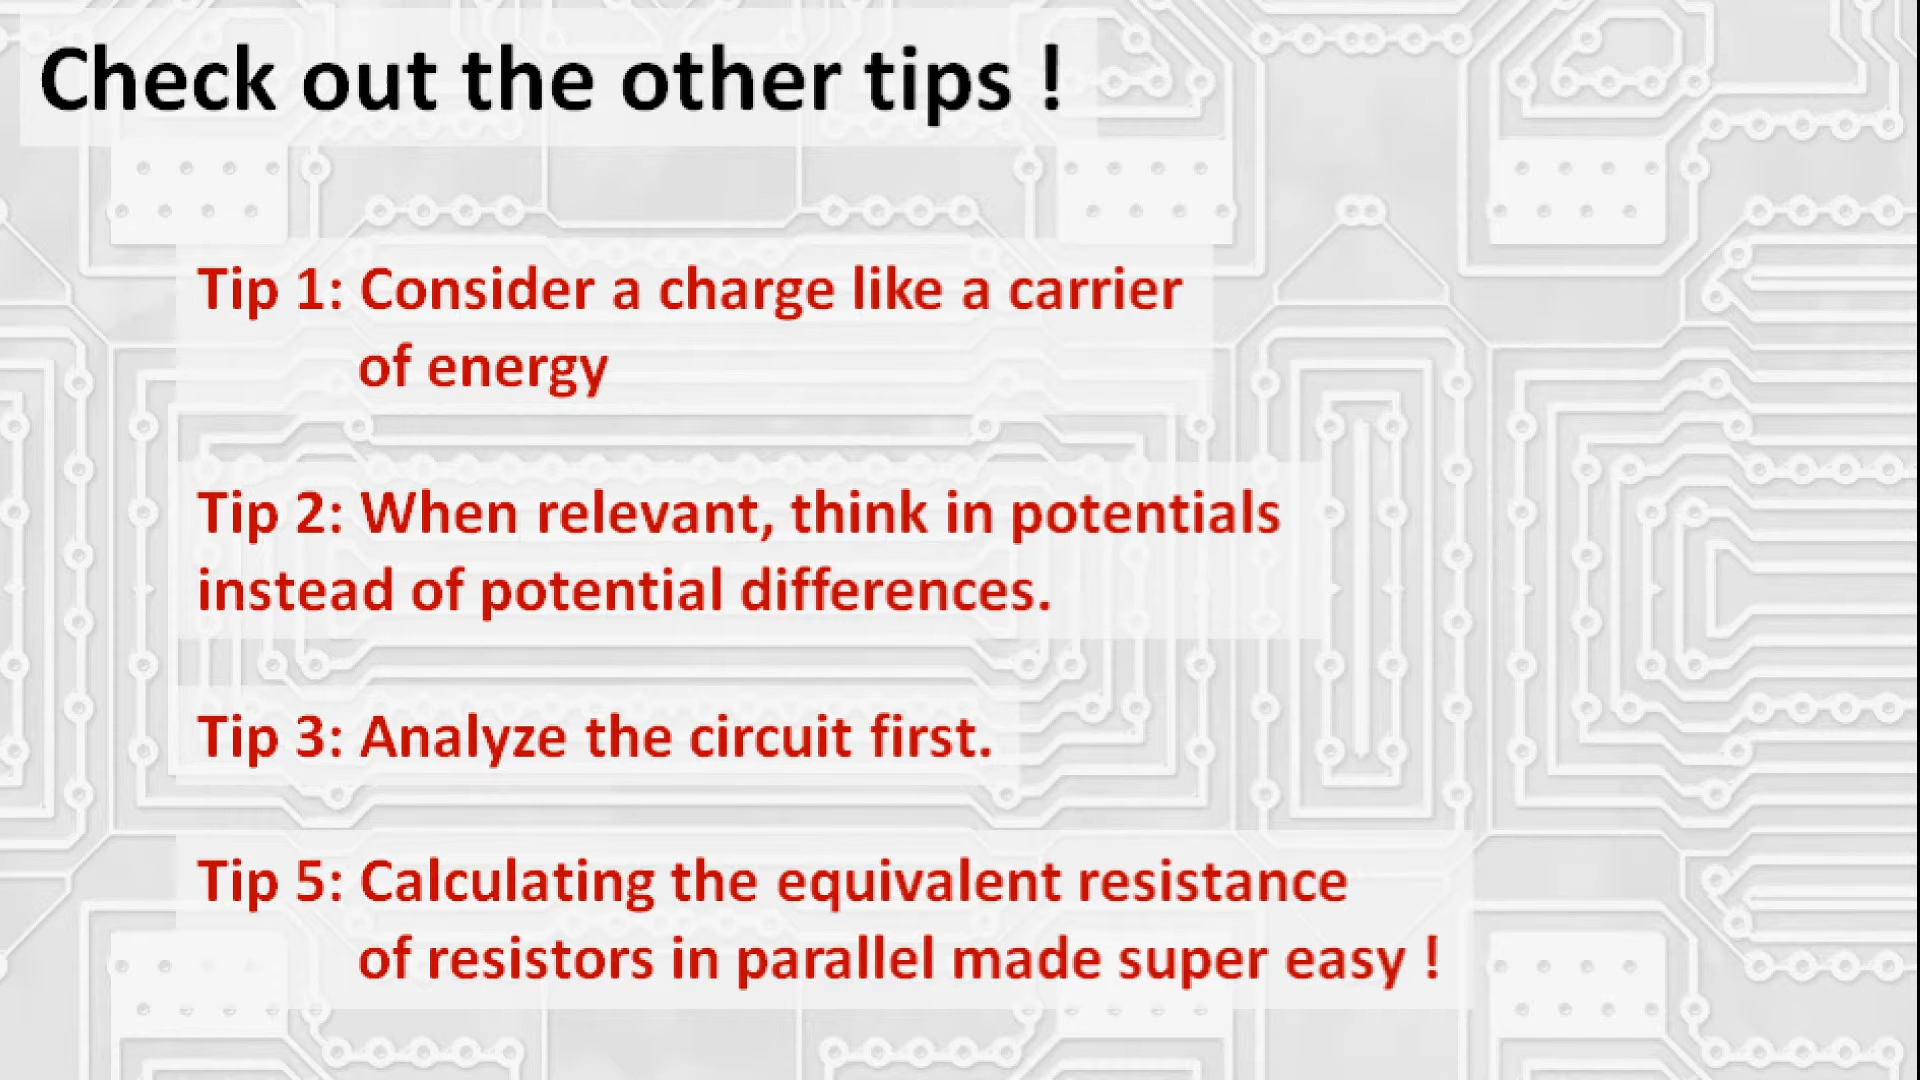 Check out the other tips !
Tip 1: Consider a charge like a carrier
of energy
Tip 2: When relevant, think in potentials
instead of potential differences.
Tip 3: Analyze the circuit first.
Tip 5: Calculating the equivalent resistance
of resistors in parallel made super easy !